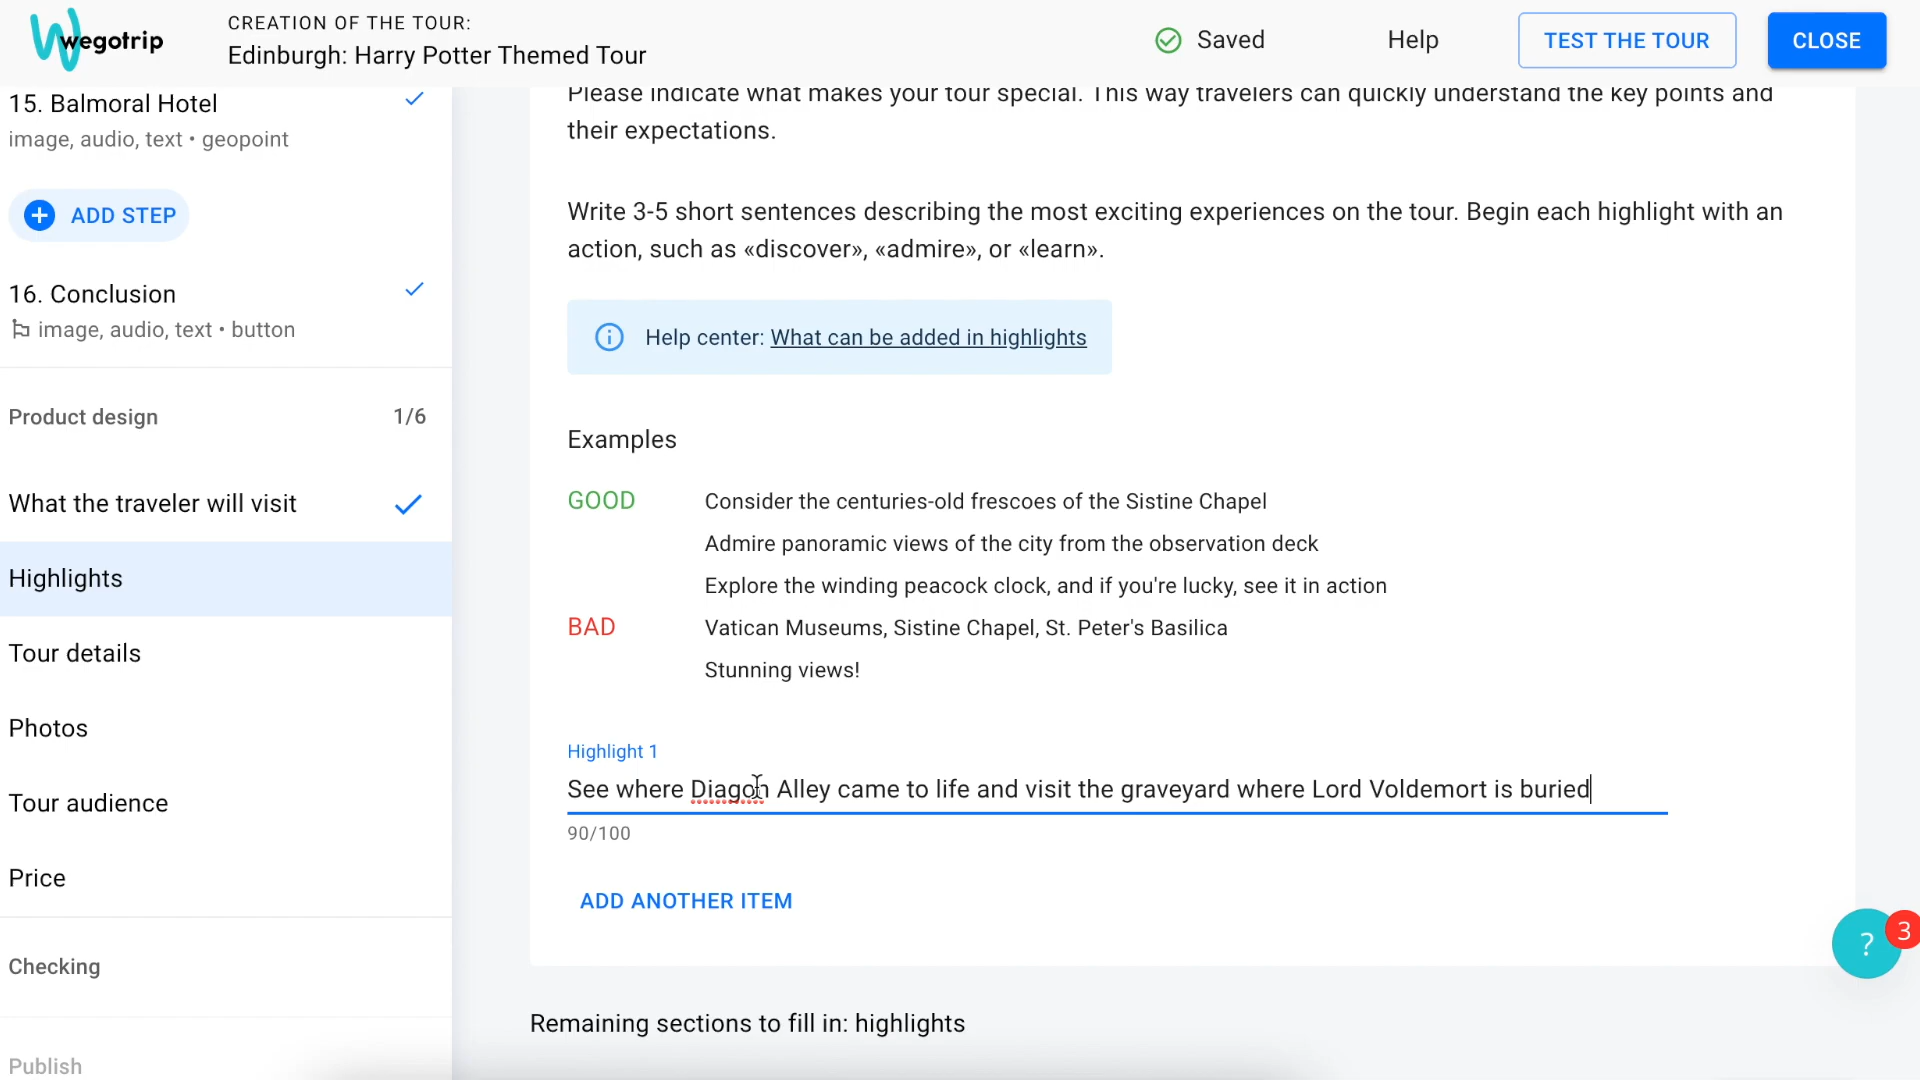 wegotrip
CREATION OF THE TOUR:
Edinburgh: Harry Potter Themed Tour
Saved
Help
TEST THE TOUR
CLOSE
15. Balmoral Hotel
image, audio, text • geopoint
ADD STEP
16. Conclusion
image, audio, text • button
Product design 1/6
What the traveler will visit
Highlights
Tour details
Photos
Tour audience
Price
Checking
Publish
Please indicate what makes your tour special. This way travelers can quickly understand the key points and
their expectations.
Write 3-5 short sentences describing the most exciting experiences on the tour. Begin each highlight with an
action, such as «discover», «admire», or «learn».
Help center: What can be added in highlights
Examples
GOOD Consider the centuries-old frescoes of the Sistine Chapel
Admire panoramic views of the city from the observation deck
Explore the winding peacock clock, and if you're lucky, see it in action
BAD Vatican Museums, Sistine Chapel, St. Peter's Basilica
Stunning views!
Highlight 1
See where Diagon Alley came to life and visit the graveyard where Lord Voldemort is buried
90/100
ADD ANOTHER ITEM
? 3
Remaining sections to fill in: highlights